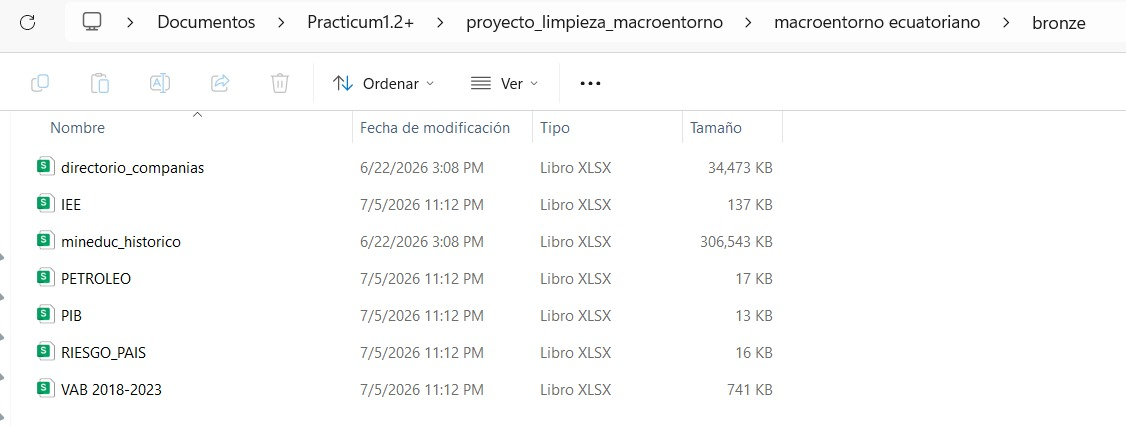 Documentos > Practicum1.2+ > proyecto_limpieza_macroentorno > macroentorno ecuatoriano > bronze
Ordenar Ver
Nombre Fecha de modificación Tipo Tamaño
directorio_companias 6/22/2026 3:08 PM Libro XLSX 34,473 KB
IEE 7/5/2026 11:12 PM Libro XLSX 137 KB
mineduc_historico 6/22/2026 3:08 PM Libro XLSX 306,543 KB
PETROLEO 7/5/2026 11:12 PM Libro XLSX 17 KB
PIB 7/5/2026 11:12 PM Libro XLSX 13 KB
RIESGO_PAIS 7/5/2026 11:12 PM Libro XLSX 16 KB
VAB 2018-2023 7/5/2026 11:12 PM Libro XLSX 741 KB